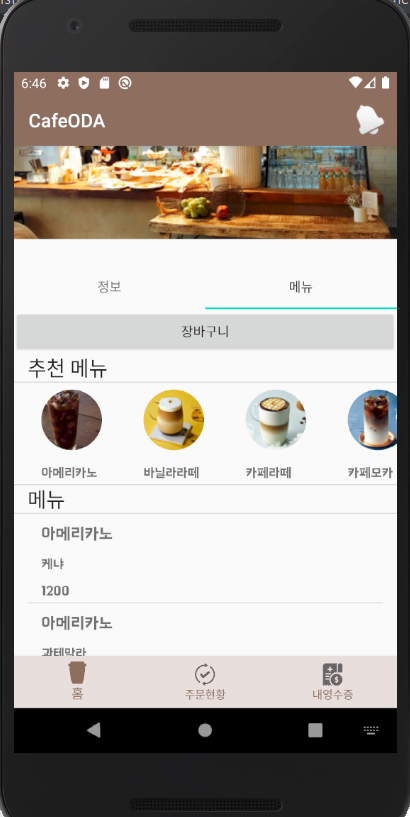 6:46
CafeODA
정보
메뉴
장바구니
추천 메뉴
아메리카노
바닐라라떼
카페라떼
카페모카
메뉴
아메리카노
케냐
1200
아메리카노
과테말라
홈
주문현황
내영수증